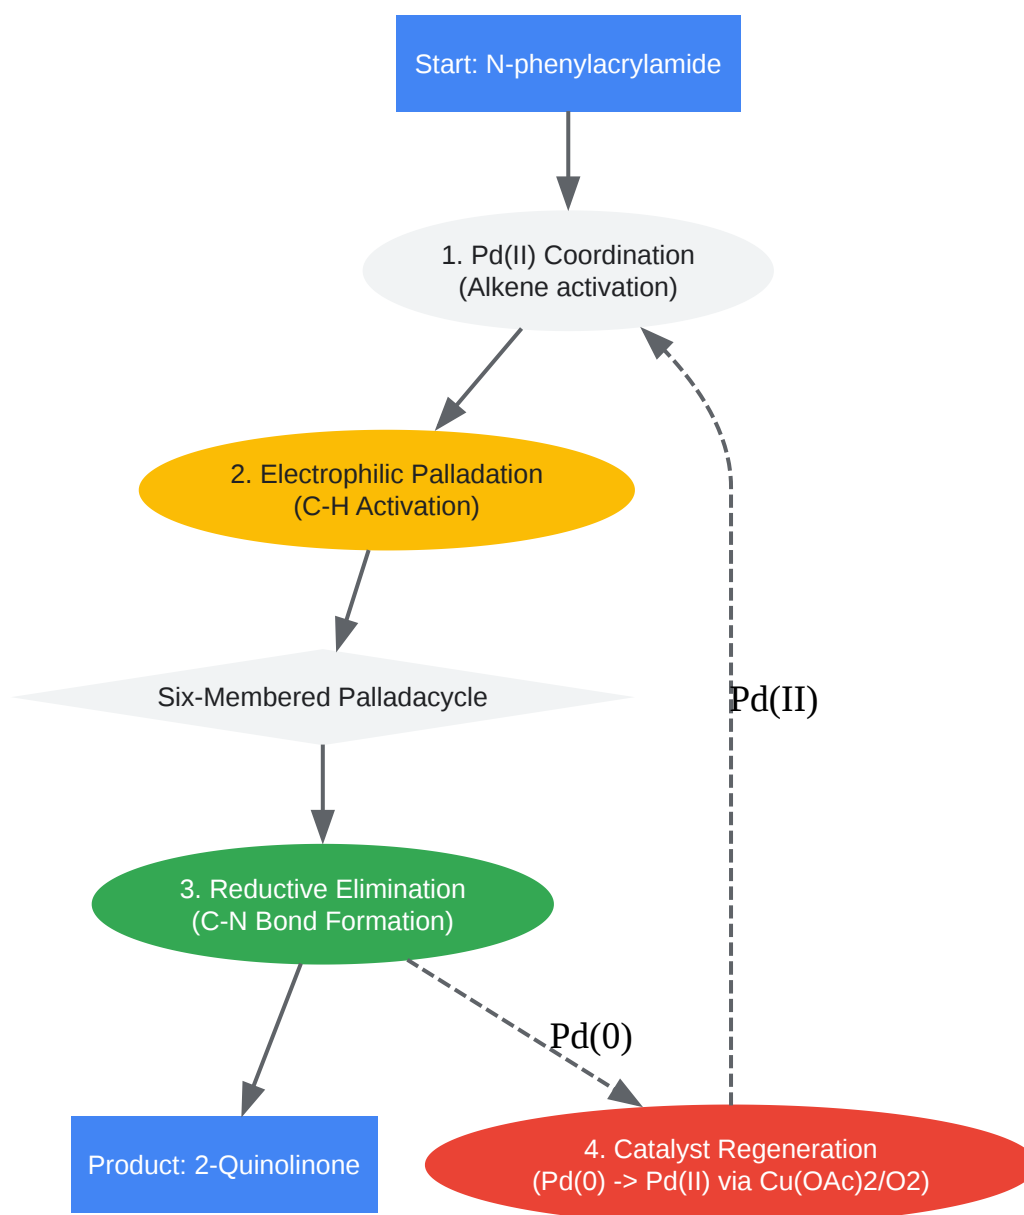 Start: N-phenylacrylamide
1. Pd(II) Coordination
(Alkene activation)
2. Electrophilic Palladation
(C-H Activation)
Six-Membered Palladacycle
Pd(II)
3. Reductive Elimination
(C-N Bond Formation)
Pd(0)
Product: 2-Quinolinone
4. Catalyst Regeneration
(Pd(0) -> Pd(II) via Cu(OAc)2/O2)